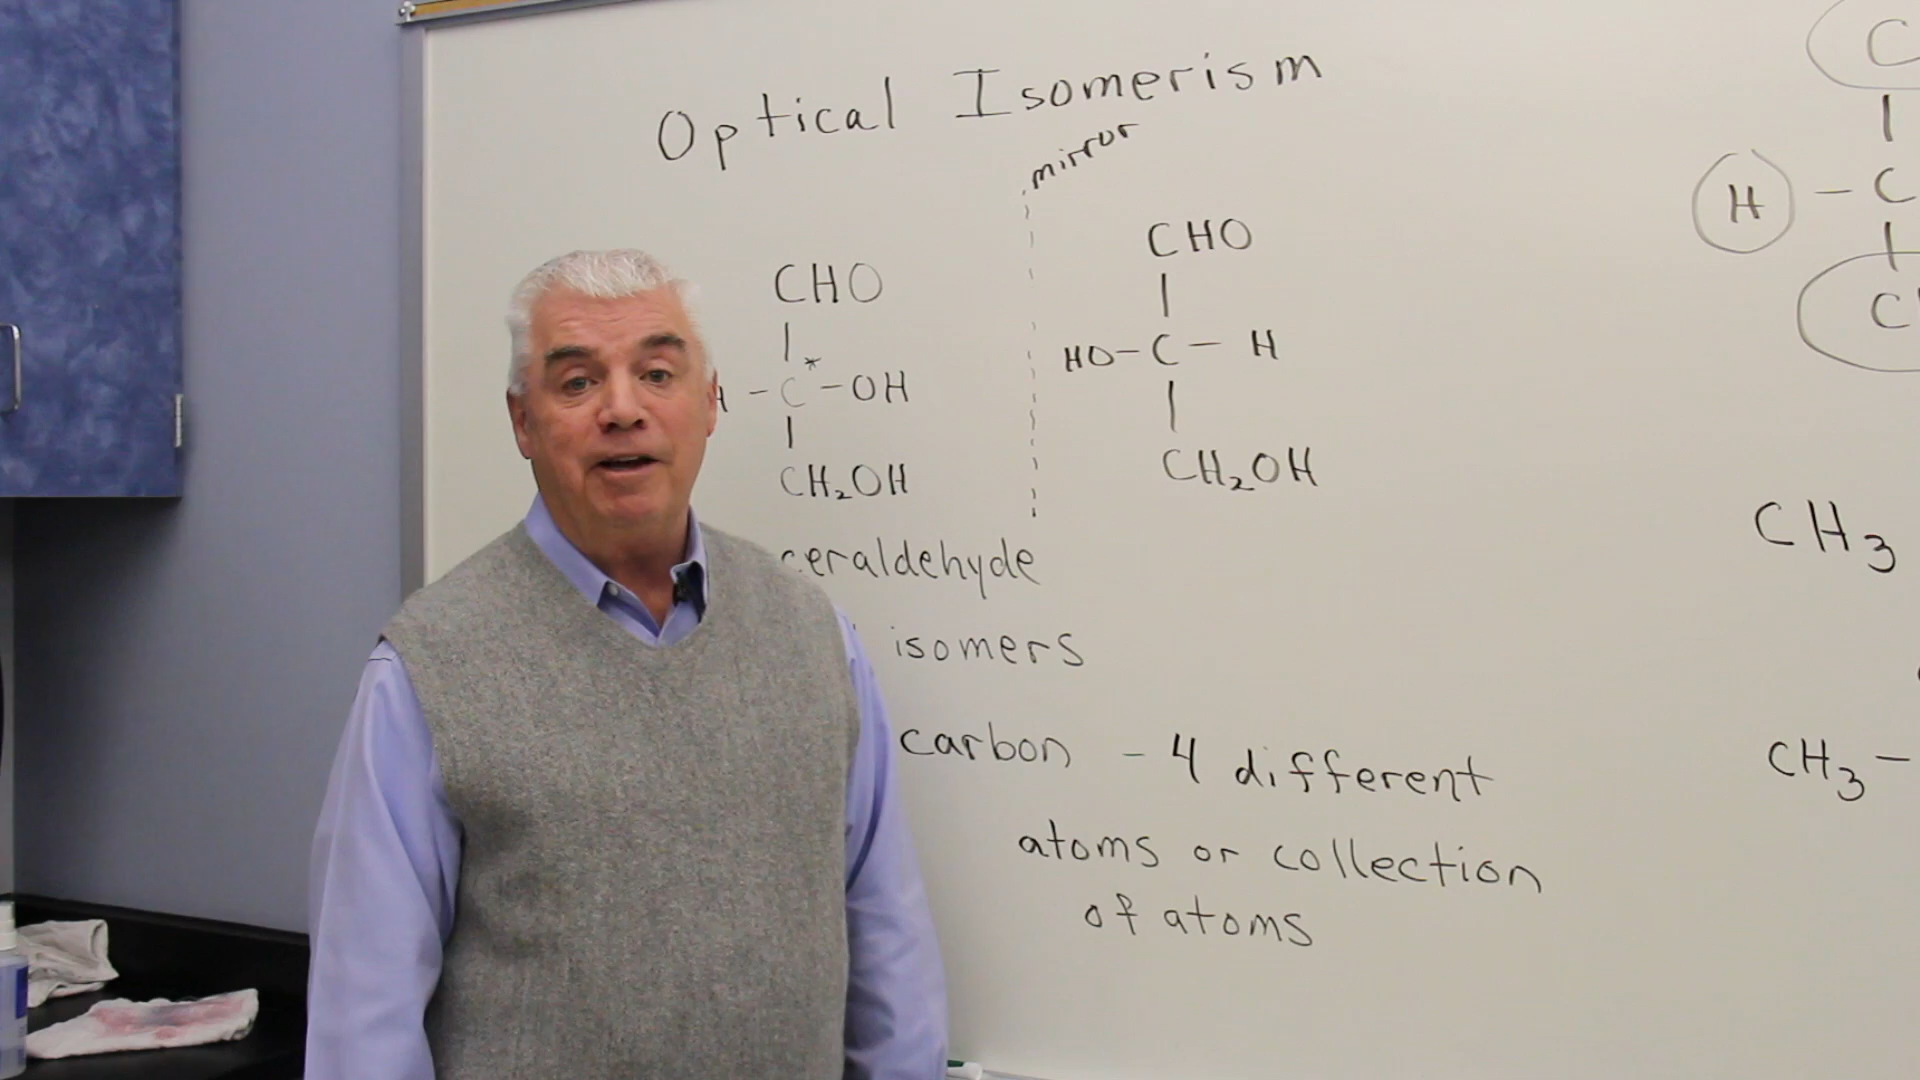 Optical Isomerism
mirror
CHO
|
H - C* - OH
|
CH₂OH
CHO
|
HO - C - H
|
CH₂OH
ceraldehyde
isomers
carbon - 4 different
atoms or collection
of atoms
C
|
H - C
|
C
CH₃
CH₃ -